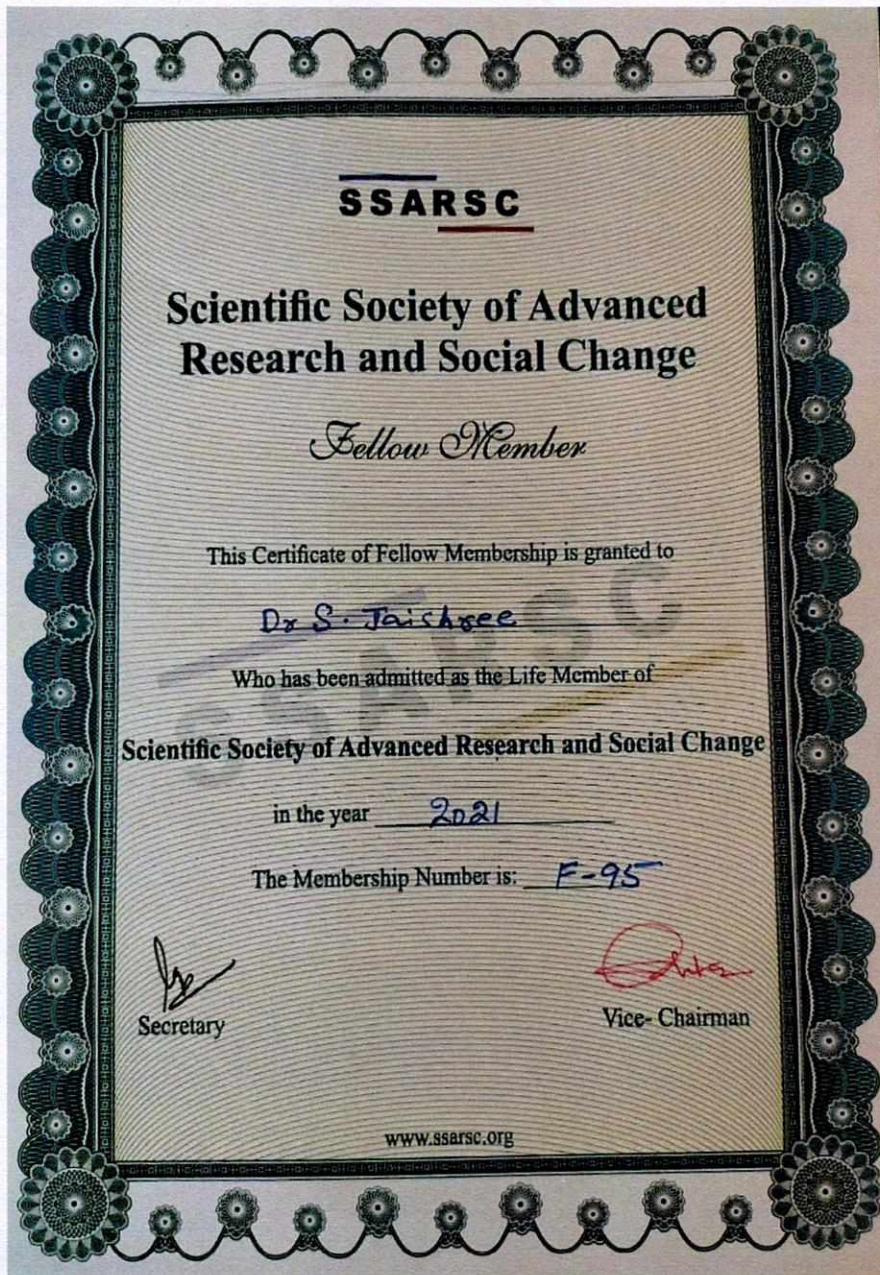 SSARSC
Scientific Society of Advanced
Research and Social Change
Fellow Member
This Certificate of Fellow Membership is granted to
Dr S. Jaishree
Who has been admitted as the Life Member of
Scientific Society of Advanced Research and Social Change
in the year 2021
The Membership Number is: F-95
Secretary
Vice- Chairman
www.ssarsc.org